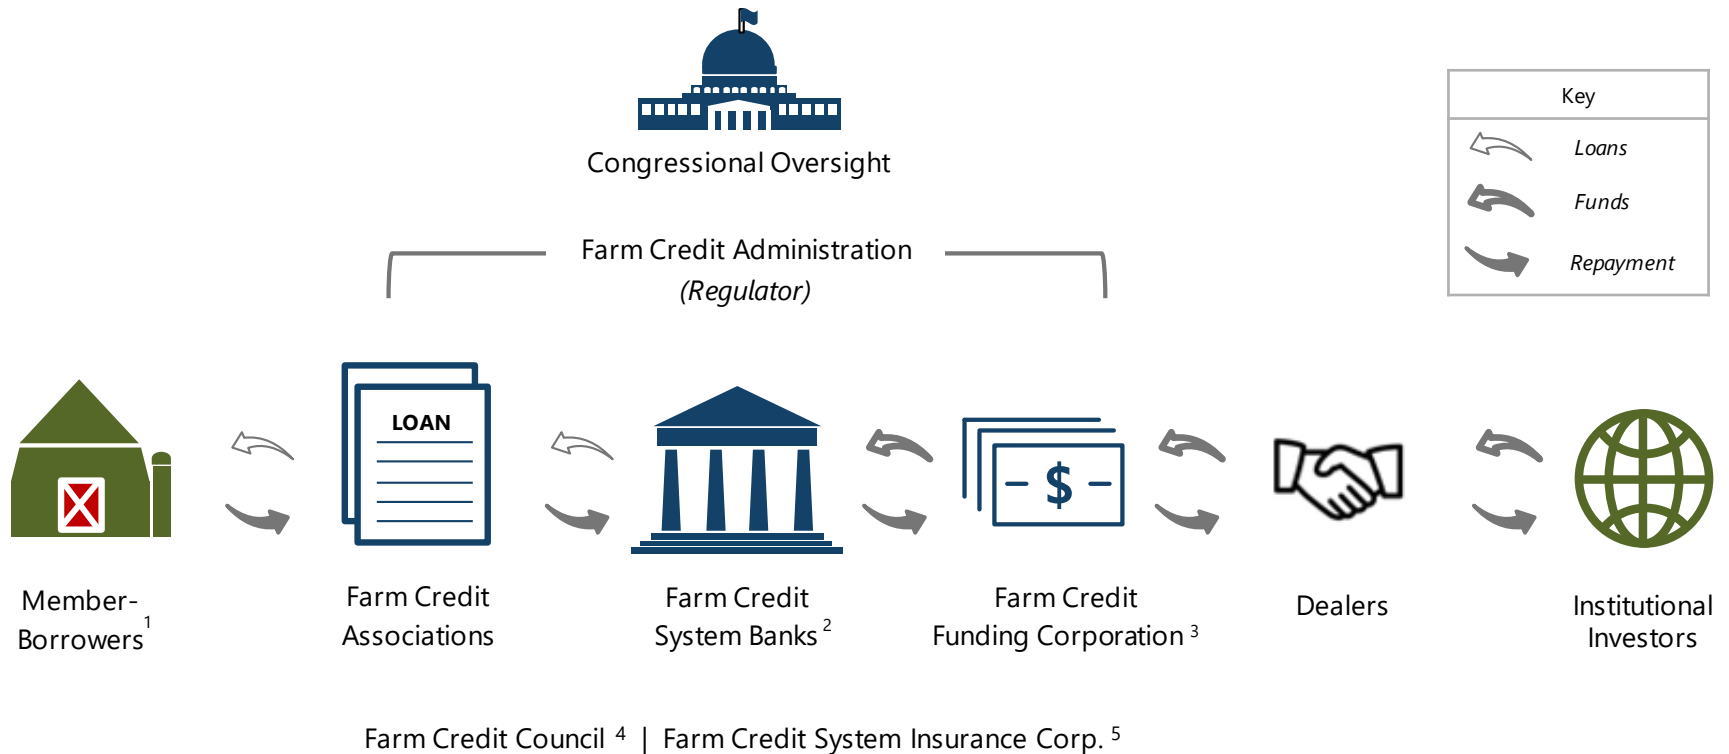 Congressional Oversight
Key
Loans
Funds
Repayment
Farm Credit Administration
(Regulator)
LOAN
$
Member-
Borrowers 1
Farm Credit
Associations
Farm Credit
System Banks 2
Farm Credit
Funding Corporation 3
Dealers
Institutional
Investors
Farm Credit Council 4 | Farm Credit System Insurance Corp. 5